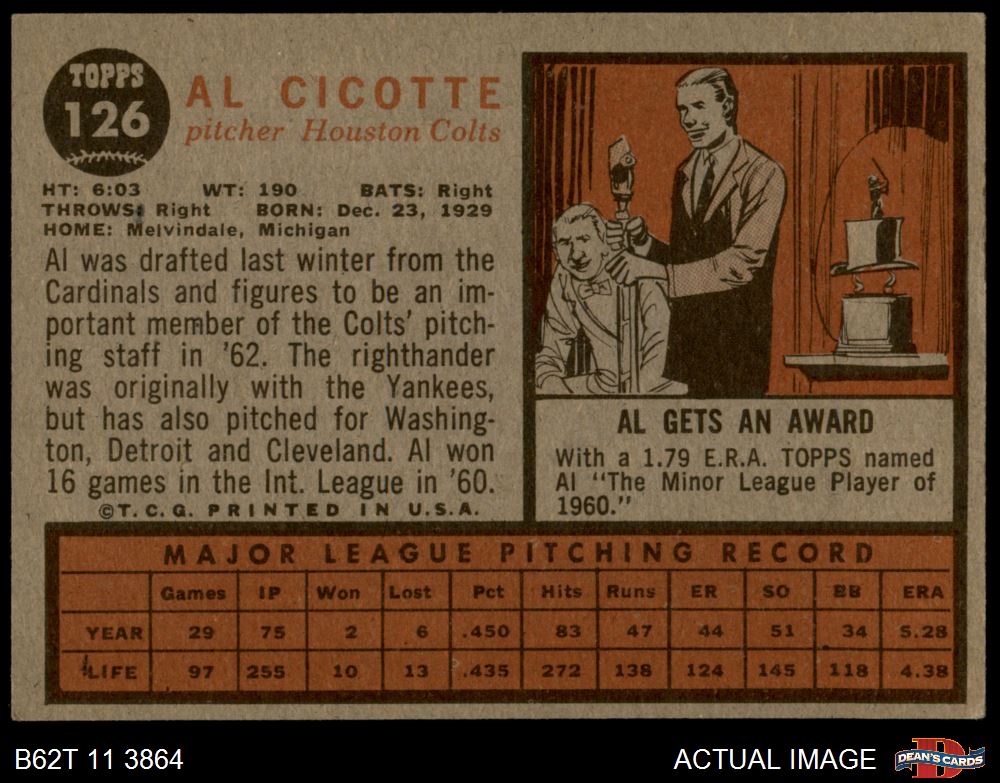 TOPPS
126
AL CICOTTE
pitcher Houston Colts
HT: 6:03 WT: 190 BATS: Right
THROWS: Right BORN: Dec. 23, 1929
HOME: Melvindale, Michigan
Al was drafted last winter from the
Cardinals and figures to be an im-
portant member of the Colts' pitch-
ing staff in '62. The righthander
was originally with the Yankees,
but has also pitched for Washing-
ton, Detroit and Cleveland. Al won
16 games in the Int. League in '60.
©T.C.G. PRINTED IN U.S.A.
AL GETS AN AWARD
With a 1.79 E.R.A. TOPPS named
Al "The Minor League Player of
1960."
MAJOR LEAGUE PITCHING RECORD
Games IP Won Lost Pct Hits Runs ER SO BB ERA
YEAR 29 75 2 6 .450 83 47 44 51 34 5.28
LIFE 97 255 10 13 .435 272 138 124 145 118 4.38
B62T 11 3864 ACTUAL IMAGE DEAN'S CARDS